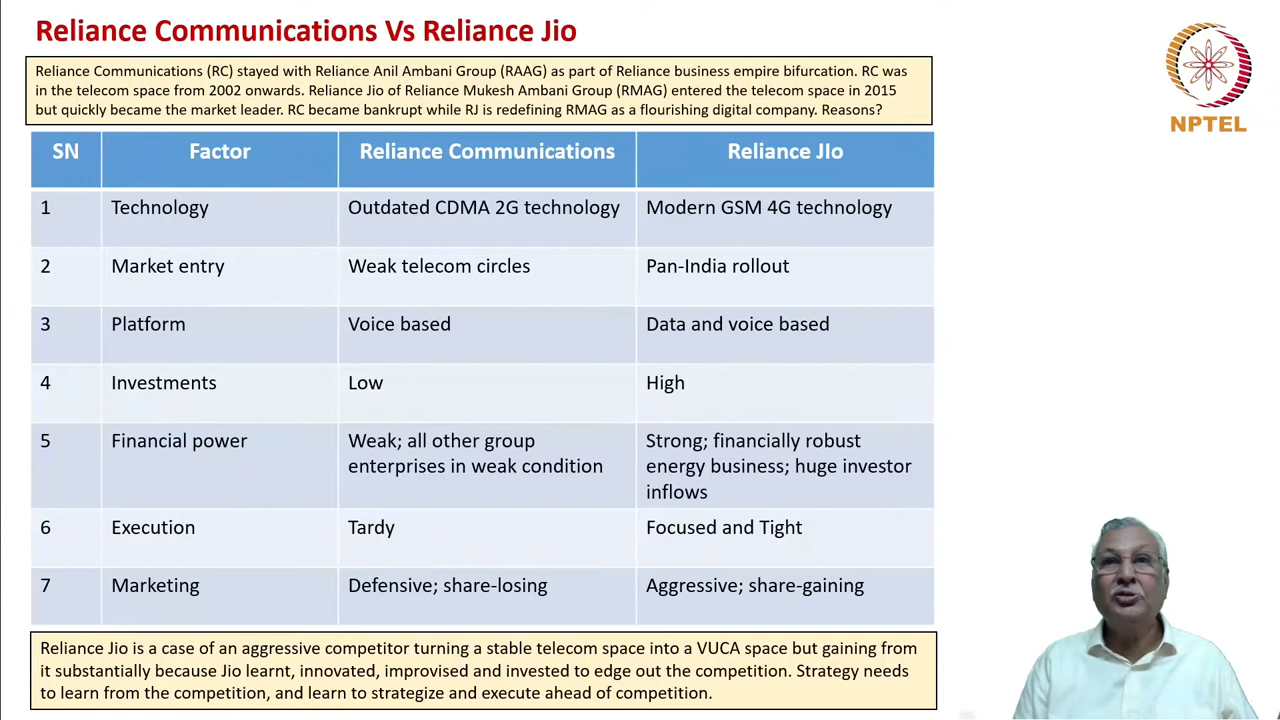 Reliance Communications Vs Reliance Jio
Reliance Communications (RC) stayed with Reliance Anil Ambani Group (RAAG) as part of Reliance business empire bifurcation. RC was
in the telecom space from 2002 onwards. Reliance Jio of Reliance Mukesh Ambani Group (RMAG) entered the telecom space in 2015
but quickly became the market leader. RC became bankrupt while RJ is redefining RMAG as a flourishing digital company. Reasons?
NPTEL
SN Factor Reliance Communications Reliance JIo
1 Technology Outdated CDMA 2G technology Modern GSM 4G technology
2 Market entry Weak telecom circles Pan-India rollout
3 Platform Voice based Data and voice based
4 Investments Low High
5 Financial power Weak; all other group Strong; financially robust
enterprises in weak condition energy business; huge investor
inflows
6 Execution Tardy Focused and Tight
7 Marketing Defensive; share-losing Aggressive; share-gaining
Reliance Jio is a case of an aggressive competitor turning a stable telecom space into a VUCA space but gaining from
it substantially because Jio learnt, innovated, improvised and invested to edge out the competition. Strategy needs
to learn from the competition, and learn to strategize and execute ahead of competition.